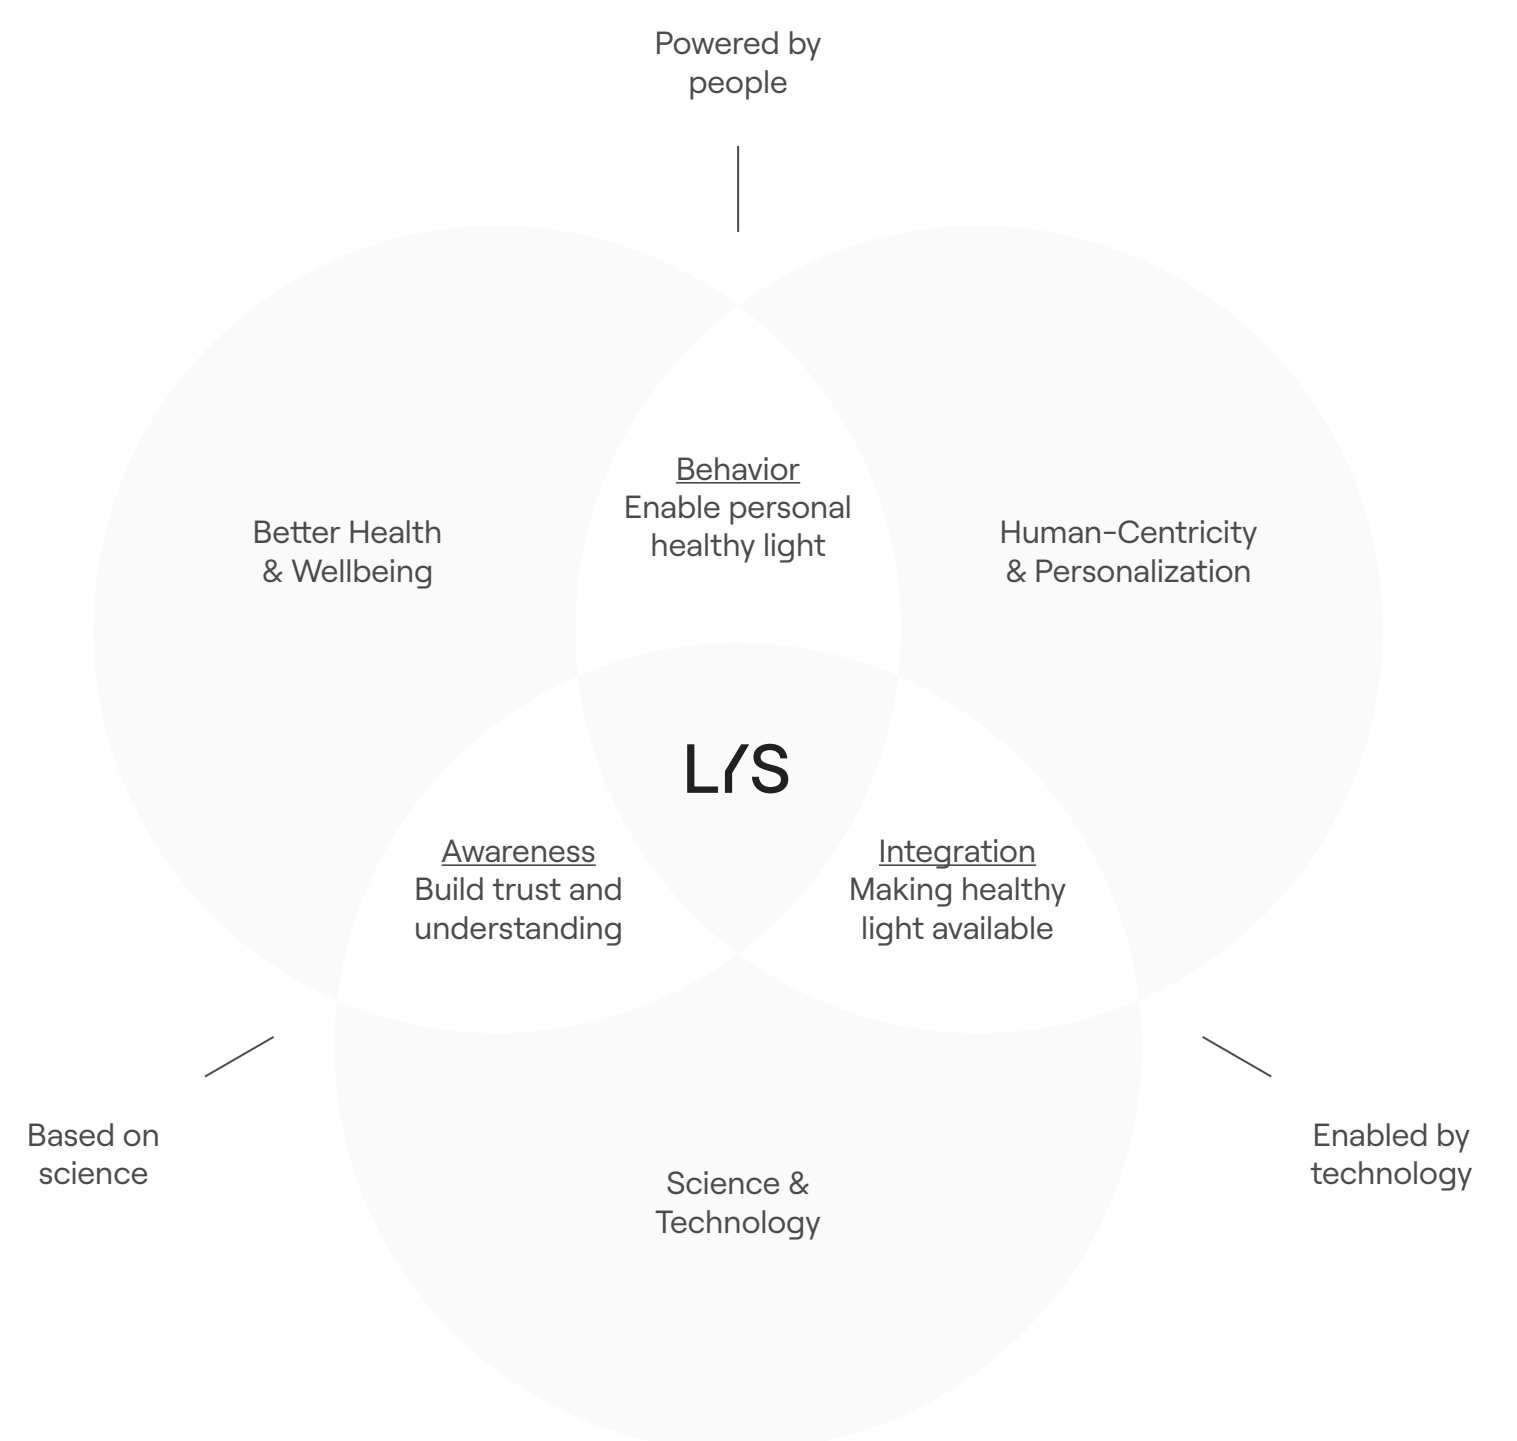 Powered by
people
Behavior
Enable personal
healthy light
Better Health
& Wellbeing
Human-Centricity
& Personalization
LYS
Awareness
Build trust and
understanding
Integration
Making healthy
light available
Based on
science
Enabled by
technology
Science &
Technology